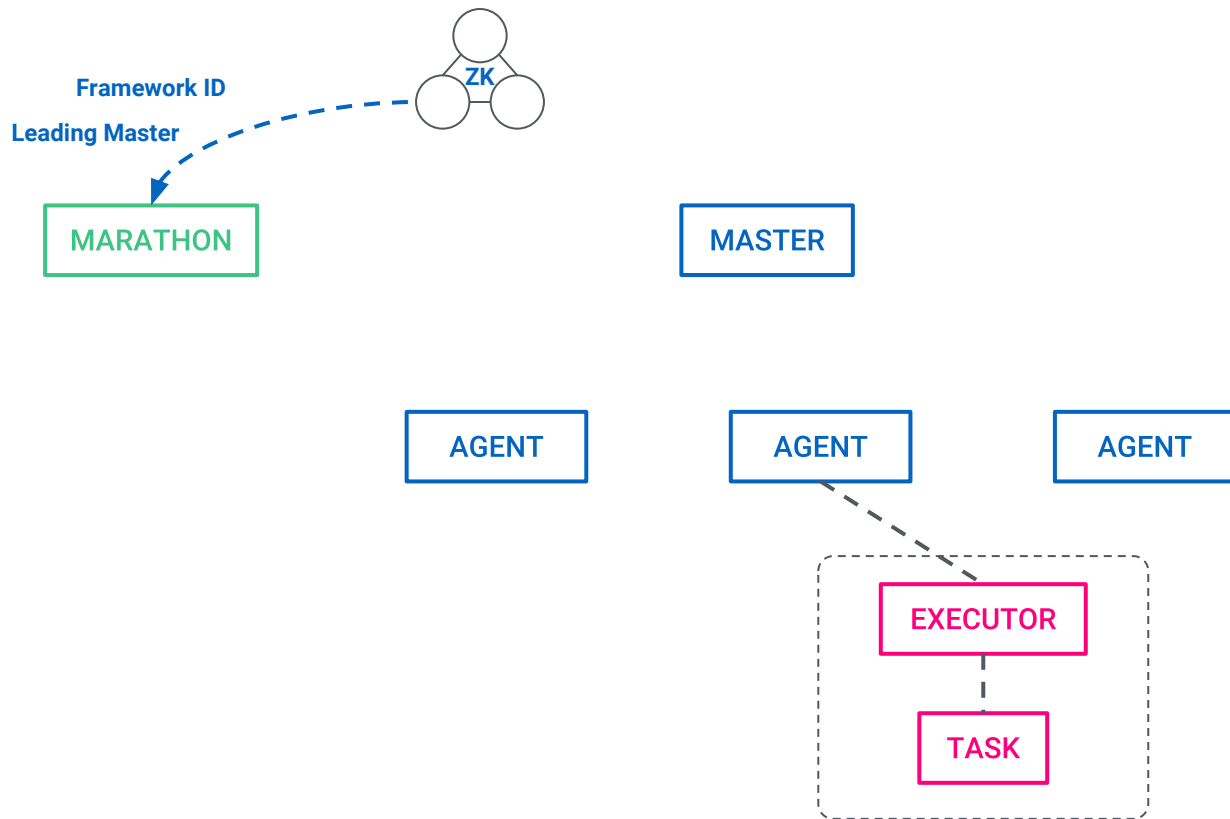 ZK
Framework ID
Leading Master
MARATHON
MASTER
AGENT
AGENT
AGENT
EXECUTOR
TASK